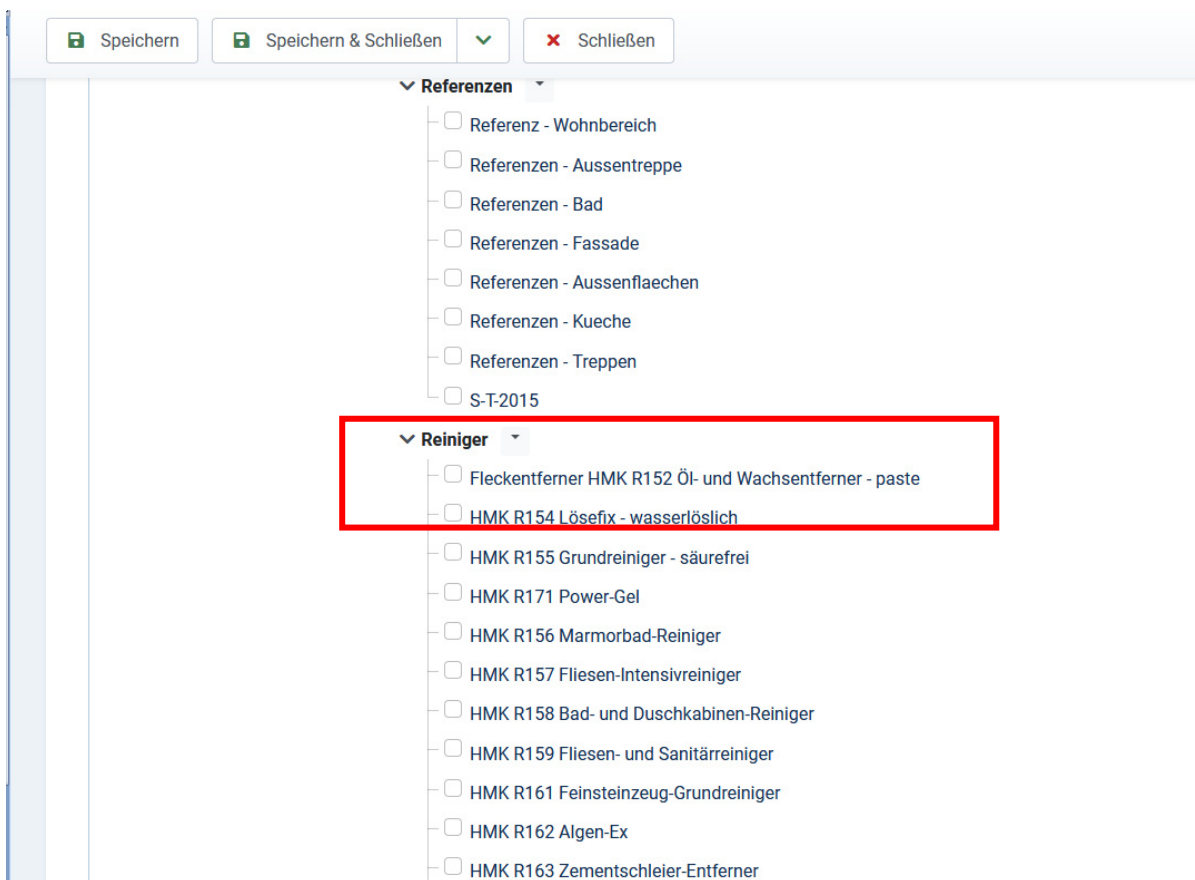 Speichern
Speichern & Schließen
Schließen
Referenzen
Referenz - Wohnbereich
Referenzen - Aussentreppe
Referenzen - Bad
Referenzen - Fassade
Referenzen - Aussenflaechen
Referenzen - Kueche
Referenzen - Treppen
S-T-2015
Reiniger
Fleckentferner HMK R152 Öl- und Wachsentferner - paste
HMK R154 Lösefix - wasserlöslich
HMK R155 Grundreiniger - säurefrei
HMK R171 Power-Gel
HMK R156 Marmorbad-Reiniger
HMK R157 Fliesen-Intensivreiniger
HMK R158 Bad- und Duschkabinen-Reiniger
HMK R159 Fliesen- und Sanitärreiniger
HMK R161 Feinsteinzeug-Grundreiniger
HMK R162 Algen-Ex
HMK R163 Zementschleier-Entferner